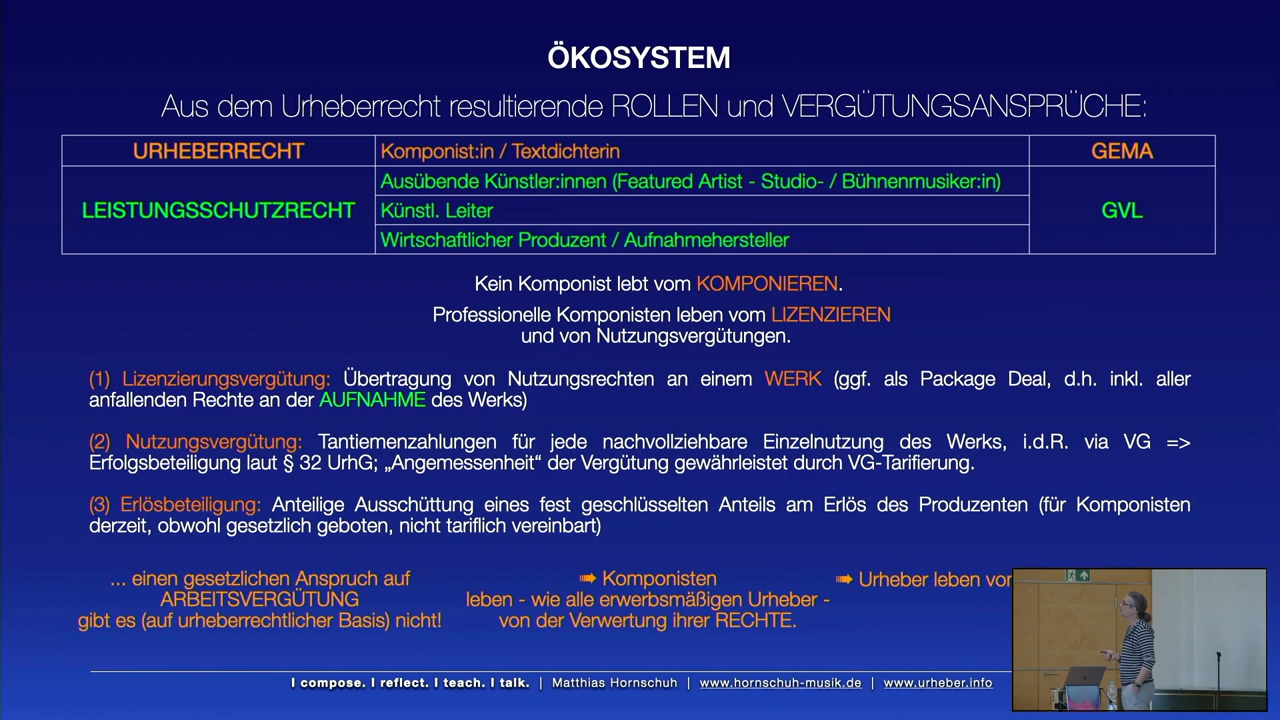 ÖKOSYSTEM
Aus dem Urheberrecht resultierende ROLLEN und VERGÜTUNGSANSPRÜCHE:
URHEBERRECHT
Komponist:in / Textdichterin
GEMA
LEISTUNGSSCHUTZRECHT
Ausübende Künstler:innen (Featured Artist - Studio- / Bühnenmusiker:in)
Künstl. Leiter
Wirtschaftlicher Produzent / Aufnahmehersteller
GVL
Kein Komponist lebt vom KOMPONIEREN.
Professionelle Komponisten leben vom LIZENZIEREN
und von Nutzungsvergütungen.
(1) Lizenzierungsvergütung: Übertragung von Nutzungsrechten an einem WERK (ggf. als Package Deal, d.h. inkl. aller
anfallenden Rechte an der AUFNAHME des Werks)
(2) Nutzungsvergütung: Tantiemenzahlungen für jede nachvollziehbare Einzelnutzung des Werks, i.d.R. via VG =>
Erfolgsbeteiligung laut § 32 UrhG; „Angemessenheit“ der Vergütung gewährleistet durch VG-Tarifierung.
(3) Erlösbeteiligung: Anteilige Ausschüttung eines fest geschlüsselten Anteils am Erlös des Produzenten (für Komponisten
derzeit, obwohl gesetzlich geboten, nicht tariflich vereinbart)
... einen gesetzlichen Anspruch auf
ARBEITSVERGÜTUNG
gibt es (auf urheberrechtlicher Basis) nicht!
➠ Komponisten
leben - wie alle erwerbsmäßigen Urheber -
von der Verwertung ihrer RECHTE.
➠ Urheber leben
I compose. I reflect. I teach. I talk. | Matthias Hornschuh | www.hornschuh-musik.de | www.urheber.info